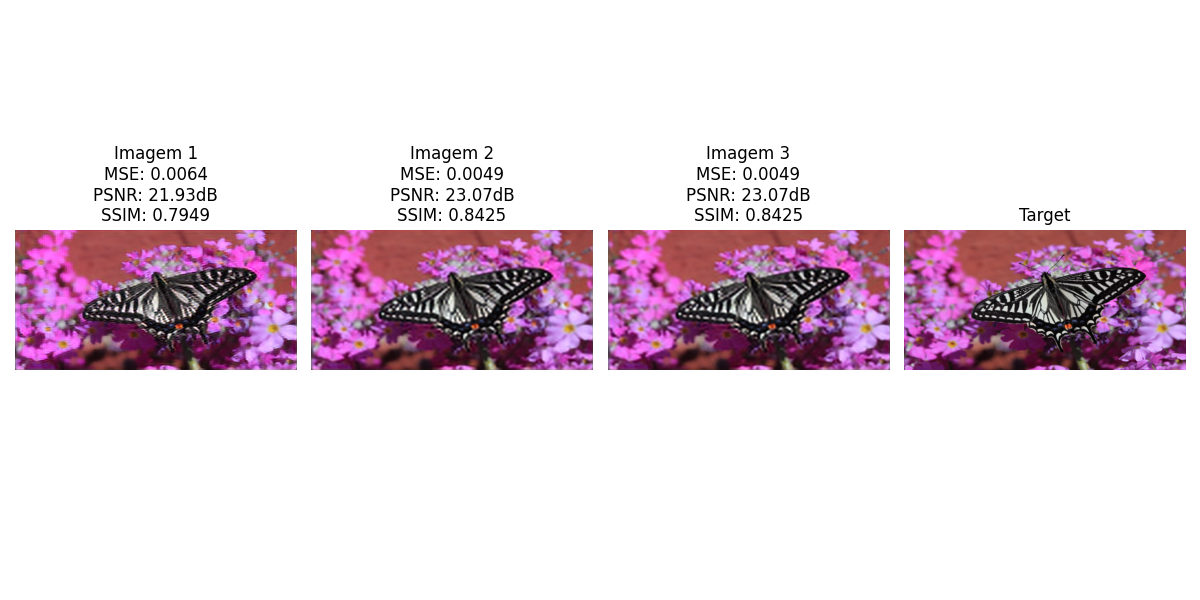 Imagem 1
MSE: 0.0064
PSNR: 21.93dB
SSIM: 0.7949
Imagem 2
MSE: 0.0049
PSNR: 23.07dB
SSIM: 0.8425
Imagem 3
MSE: 0.0049
PSNR: 23.07dB
SSIM: 0.8425
Target